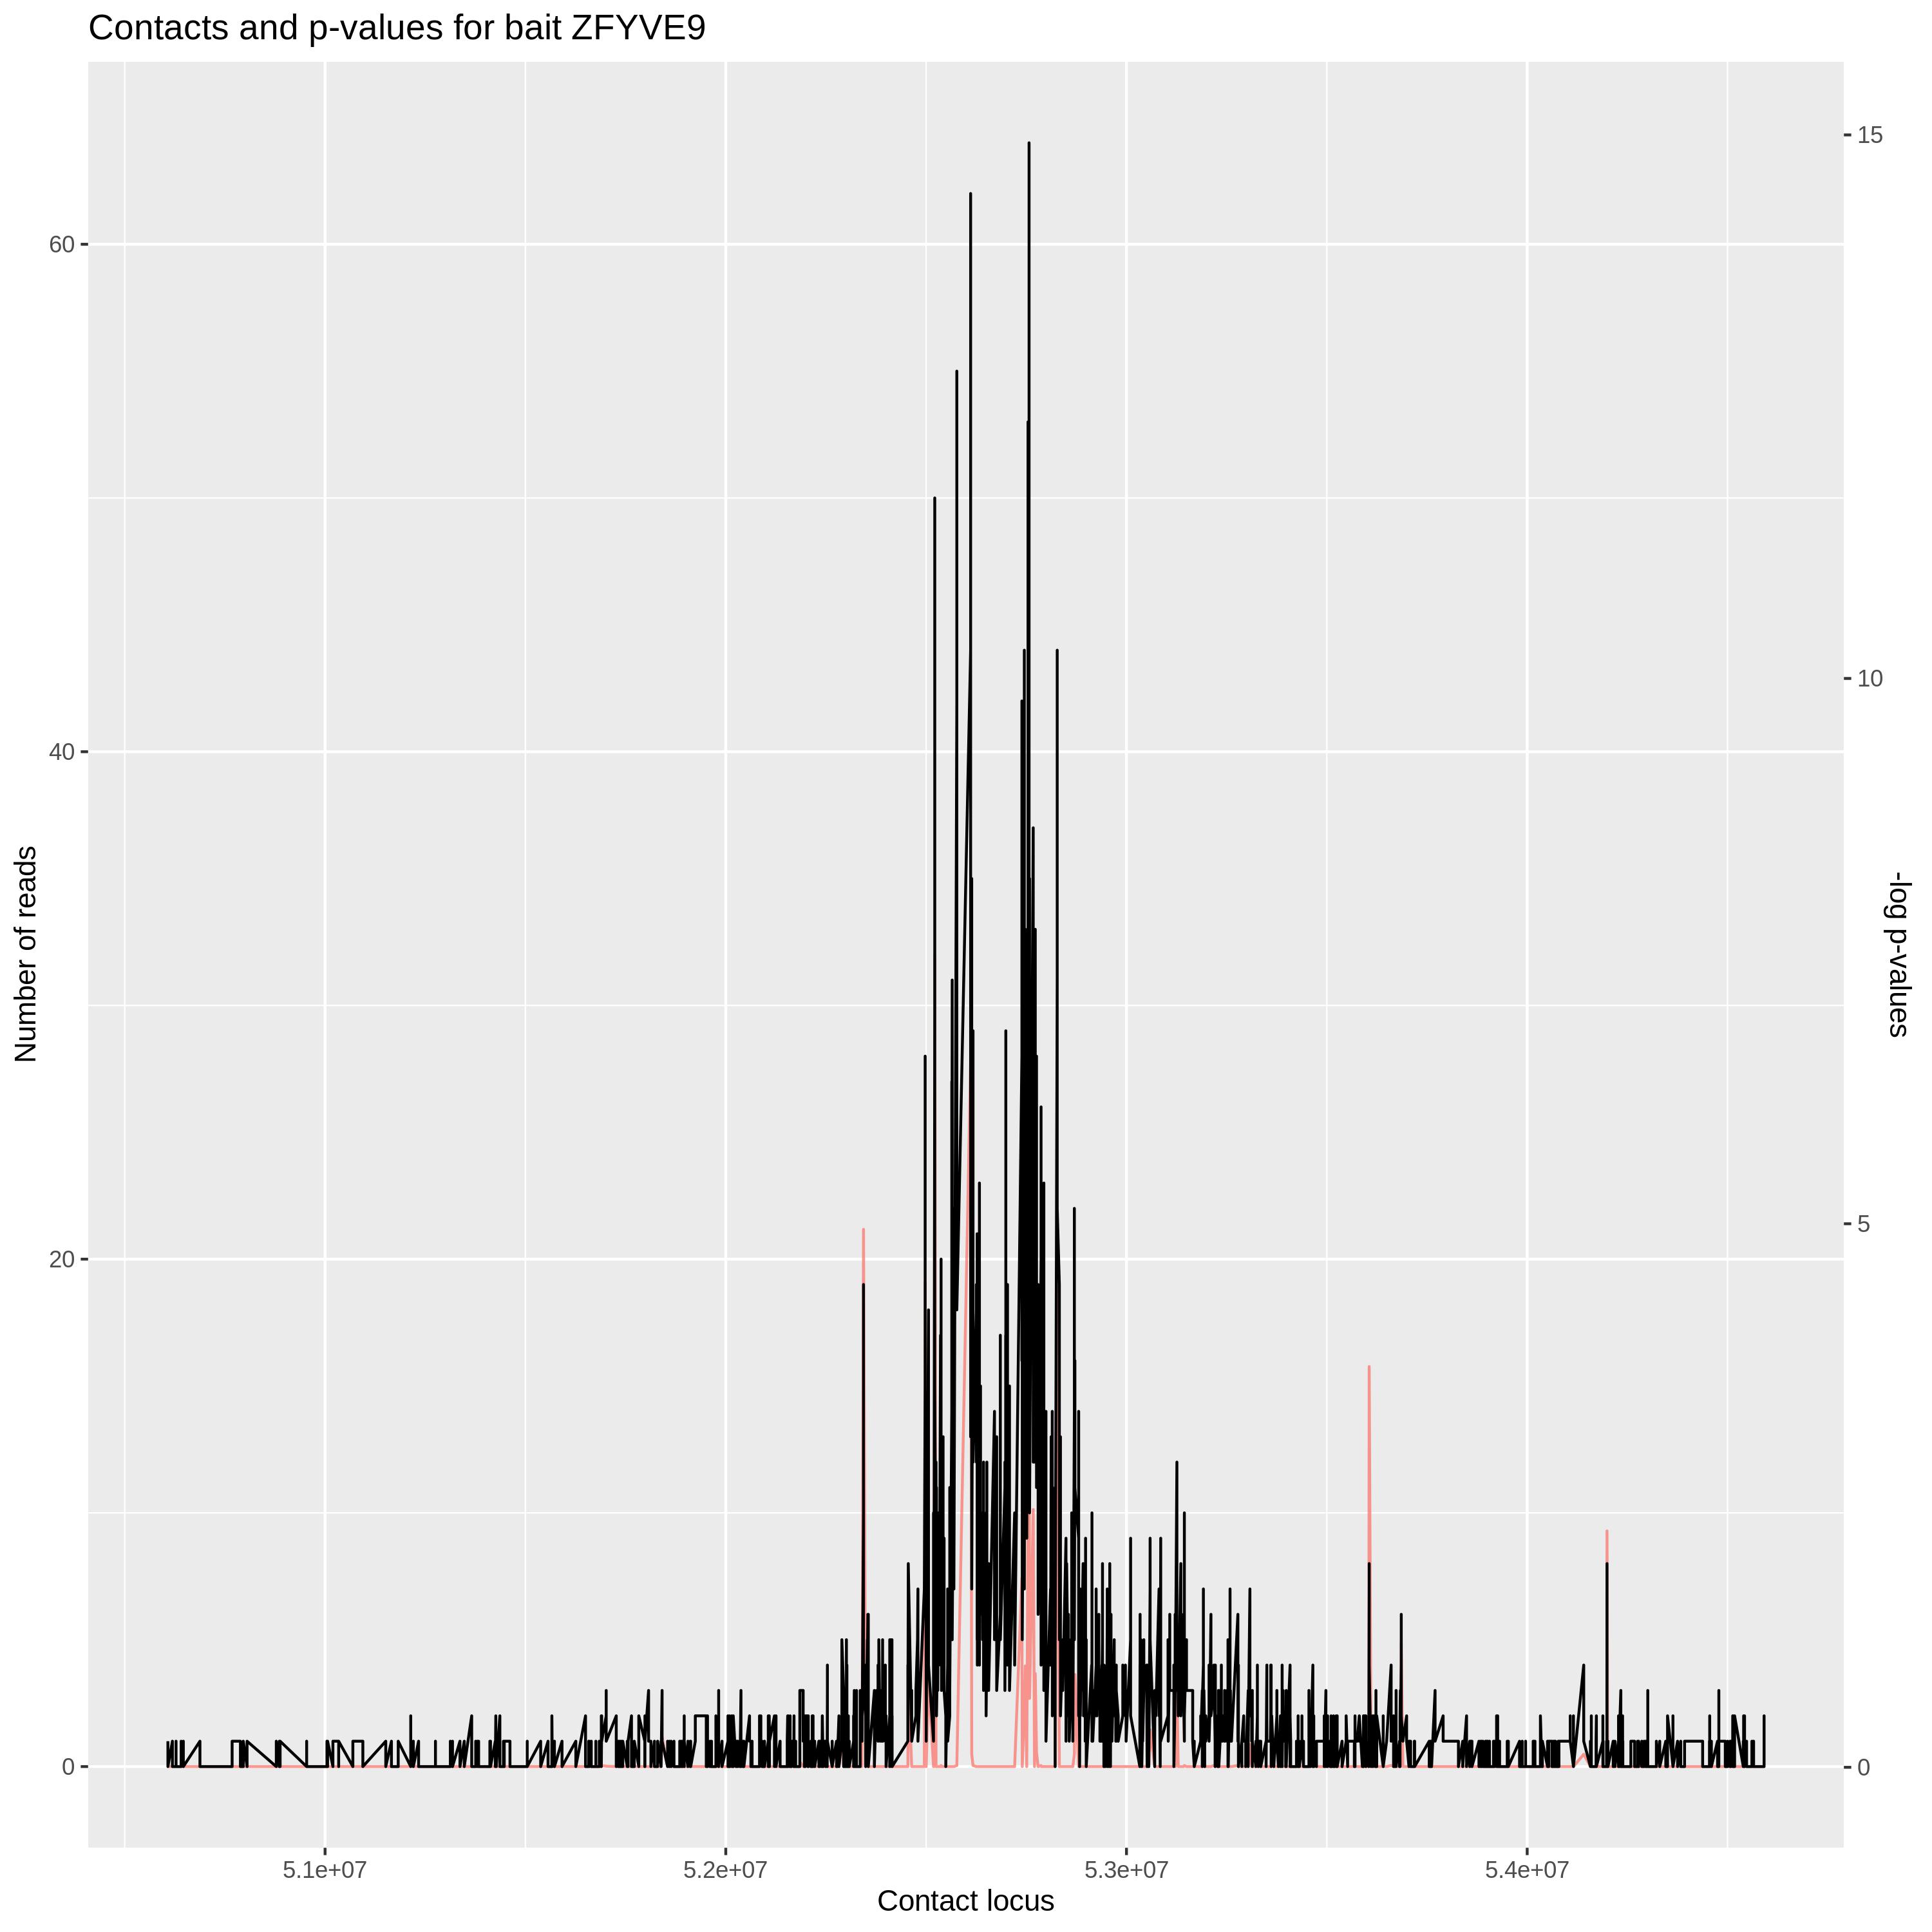 Contacts and p-values for bait ZFYVE9
60
40
20
0
15
10
5
0
Number of reads
-log p-values
5.1e+07 5.2e+07 5.3e+07 5.4e+07
Contact locus